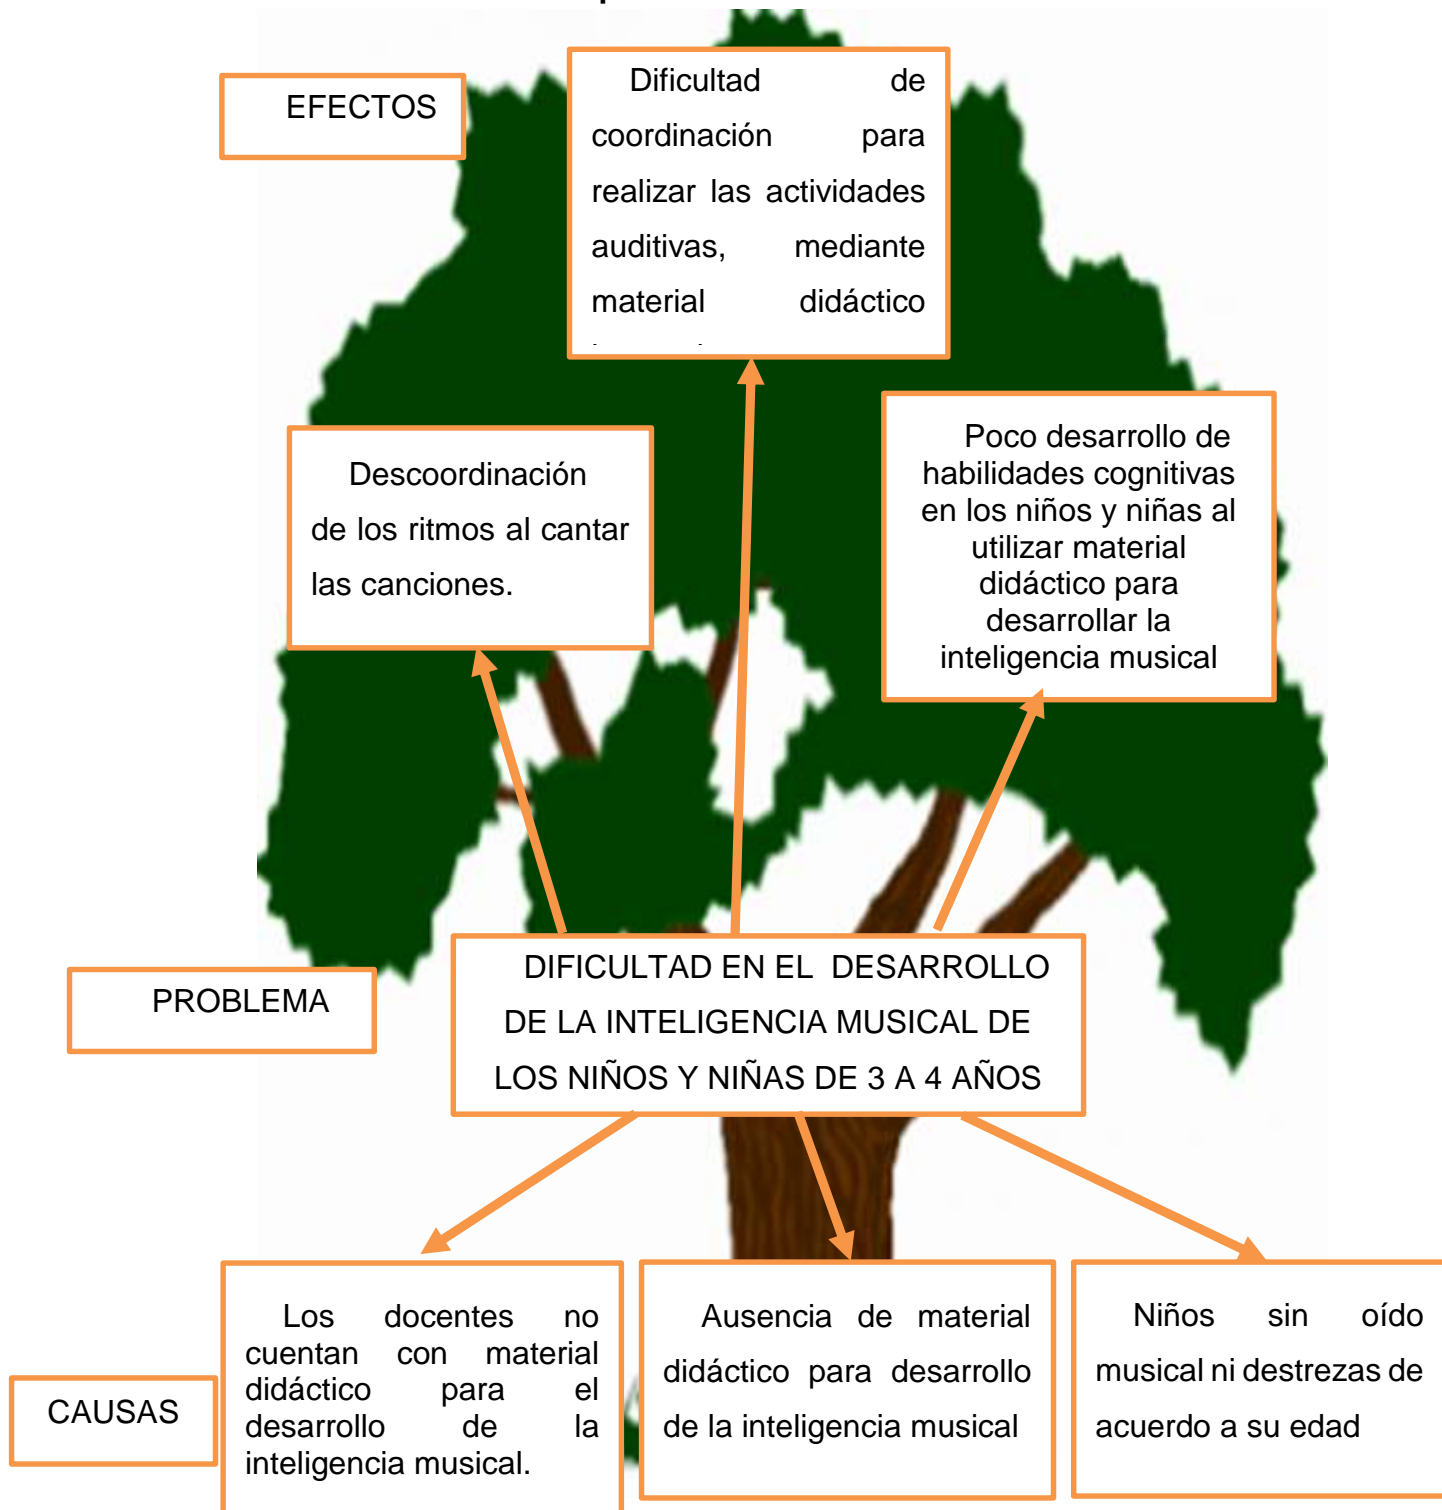 EFECTOS
Dificultad de
coordinación para
realizar las actividades
auditivas, mediante
material didáctico
Descoordinación
de los ritmos al cantar
las canciones.
Poco desarrollo de
habilidades cognitivas
en los niños y niñas al
utilizar material
didáctico para
desarrollar la
inteligencia musical
PROBLEMA
DIFICULTAD EN EL DESARROLLO
DE LA INTELIGENCIA MUSICAL DE
LOS NIÑOS Y NIÑAS DE 3 A 4 AÑOS
CAUSAS
Los docentes no
cuentan con material
didáctico para el
desarrollo de la
inteligencia musical.
Ausencia de material
didáctico para desarrollo
de la inteligencia musical
Niños sin oído
musical ni destrezas de
acuerdo a su edad